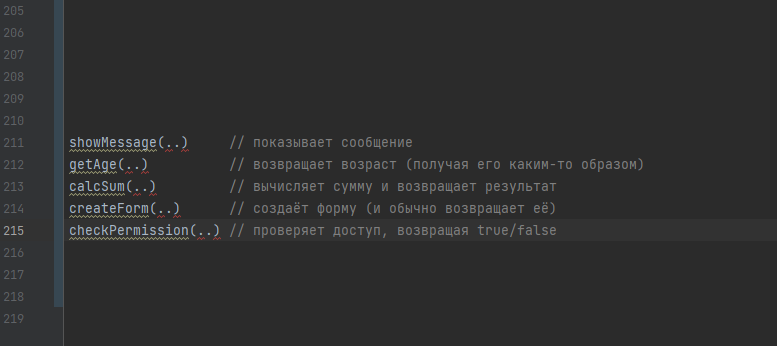 205
206
207
208
209
210
211 showMessage(..) // показывает сообщение
212 getAge(..) // возвращает возраст (получая его каким-то образом)
213 calcSum(..) // вычисляет сумму и возвращает результат
214 createForm(..) // создаёт форму (и обычно возвращает её)
215 checkPermission(..) // проверяет доступ, возвращая true/false
216
217
218
219